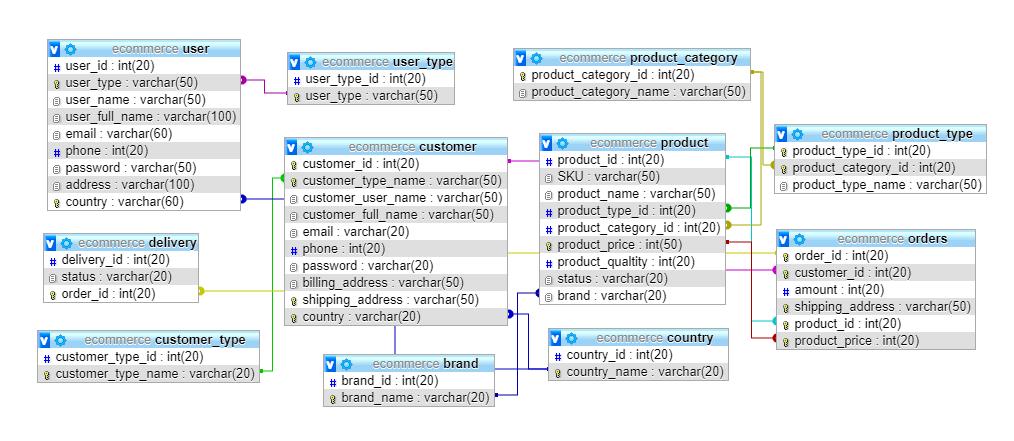 ecommerce user
user_id : int(20)
user_type : varchar(50)
user_name : varchar(50)
user_full_name : varchar(100)
email : varchar(60)
phone : int(20)
password : varchar(50)
address : varchar(100)
country : varchar(60)
ecommerce user_type
user_type_id : int(20)
user_type : varchar(50)
ecommerce product_category
product_category_id : int(20)
product_category_name : varchar(50)
ecommerce customer
customer_id : int(20)
customer_type_name : varchar(50)
customer_user_name : varchar(50)
customer_full_name : varchar(50)
email : varchar(20)
phone : int(20)
password : varchar(20)
billing_address : varchar(50)
shipping_address : varchar(50)
country : varchar(20)
ecommerce product
product_id : int(20)
SKU : varchar(50)
product_name : varchar(50)
product_type_id : int(20)
product_category_id : int(20)
product_price : int(50)
product_qualtity : int(20)
status : varchar(20)
brand : varchar(20)
ecommerce product_type
product_type_id : int(20)
product_category_id : int(20)
product_type_name : varchar(50)
ecommerce delivery
delivery_id : int(20)
status : varchar(20)
order_id : int(20)
ecommerce orders
order_id : int(20)
customer_id : int(20)
amount : int(20)
shipping_address : varchar(50)
product_id : int(20)
product_price : int(20)
ecommerce customer_type
customer_type_id : int(20)
customer_type_name : varchar(20)
ecommerce brand
brand_id : int(20)
brand_name : varchar(20)
ecommerce country
country_id : int(20)
country_name : varchar(20)